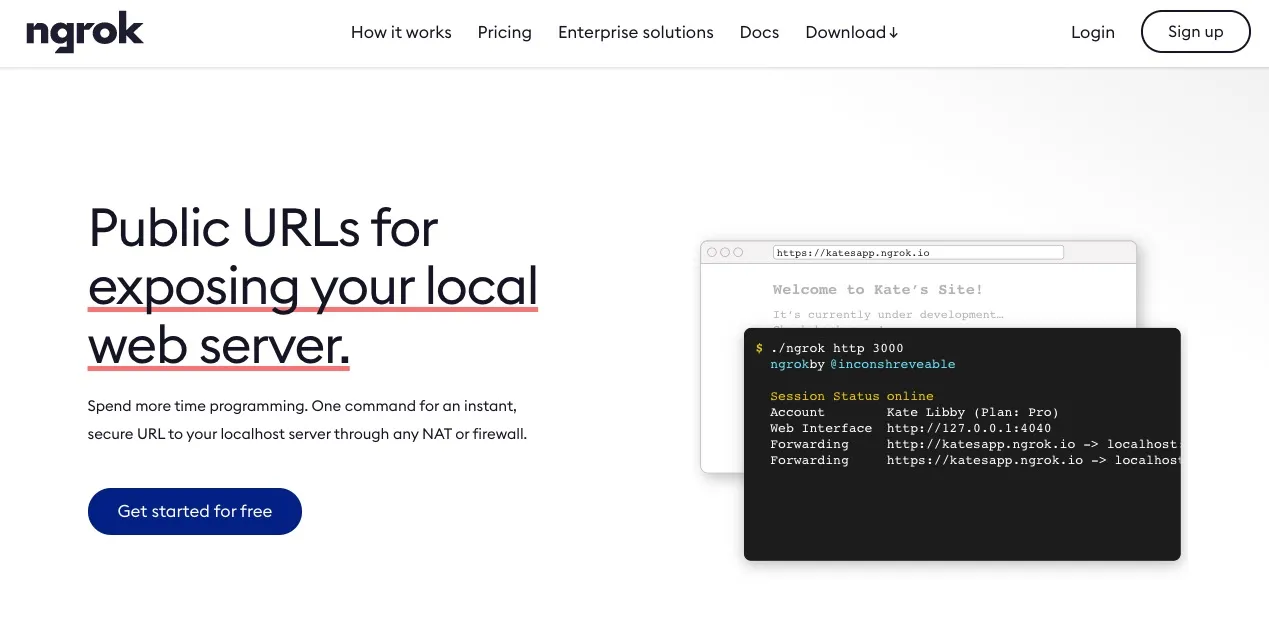 ngrok
How it works Pricing Enterprise solutions Docs Download ↓ Login Sign up
Public URLs for
exposing your local
web server.
Spend more time programming. One command for an instant,
secure URL to your localhost server through any NAT or firewall.
Get started for free
https://katesapp.ngrok.io
Welcome to Kate's Site!
It's currently under development…
$ ./ngrok http 3000
ngrokby @inconshreveable
Session Status online
Account Kate Libby (Plan: Pro)
Web Interface http://127.0.0.1:4040
Forwarding http://katesapp.ngrok.io -> localhost
Forwarding https://katesapp.ngrok.io -> localhost